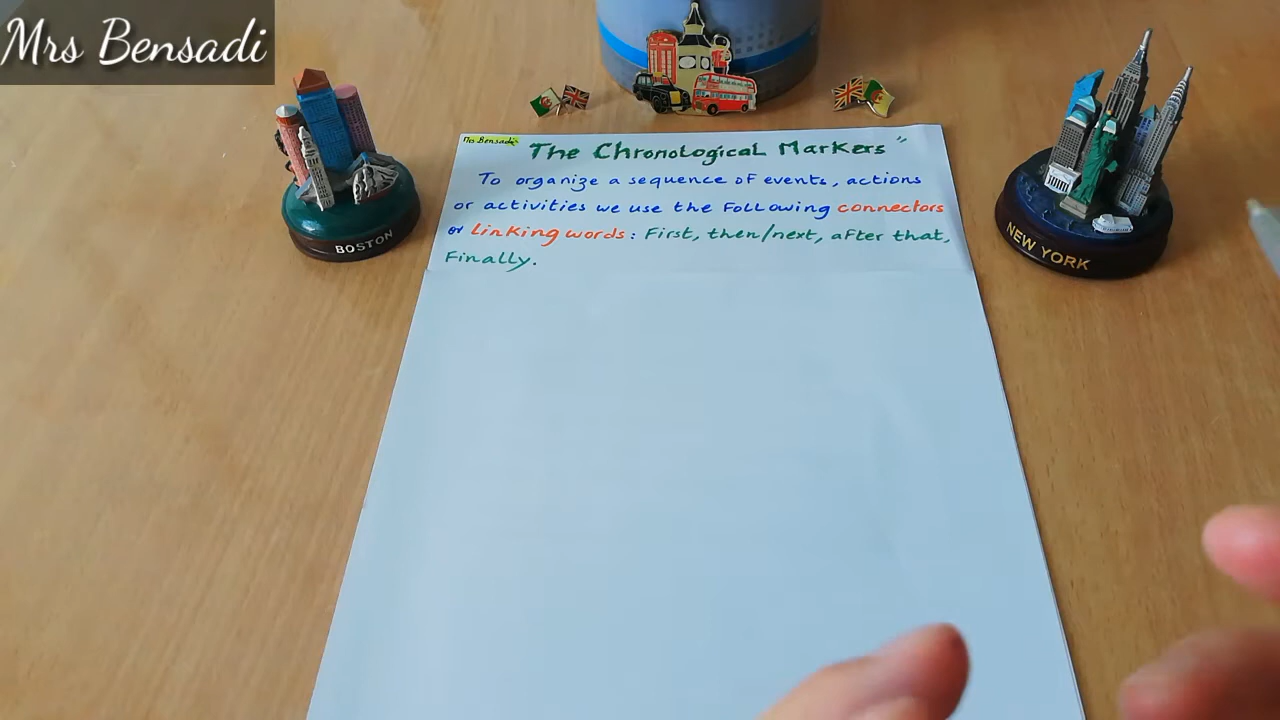 Mrs Bensadi
Mrs Bensadi
The Chronological Markers"
To organize a sequence of events, actions
or activities we use the following connectors
or linking words: First, then/next, after that,
Finally.
BOSTON
NEW YORK